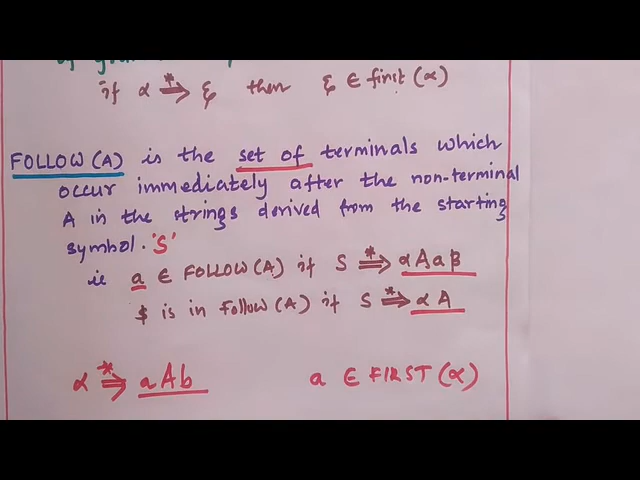 of
if α ⇒* ξ then ξ ∈ first (α)
FOLLOW (A) is the set of terminals which
occur immediately after the non-terminal
A in the strings derived from the starting
symbol. 'S'
ie a ∈ FOLLOW (A) if S ⇒* αAaβ
$ is in Follow (A) if S ⇒* αA
α ⇒* aAb a ∈ FIRST (α)